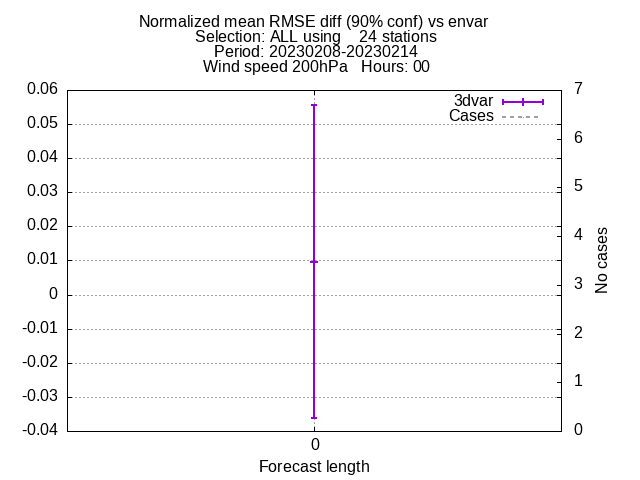 Normalized mean RMSE diff (90% conf) vs envar
Selection: ALL using    24 stations
Period: 20230208-20230214
Wind speed 200hPa   Hours: 00
3dvar
Cases
0.06
0.05
0.04
0.03
0.02
0.01
0
-0.01
-0.02
-0.03
-0.04
7
6
5
4
3
2
1
0
No cases
0
Forecast length